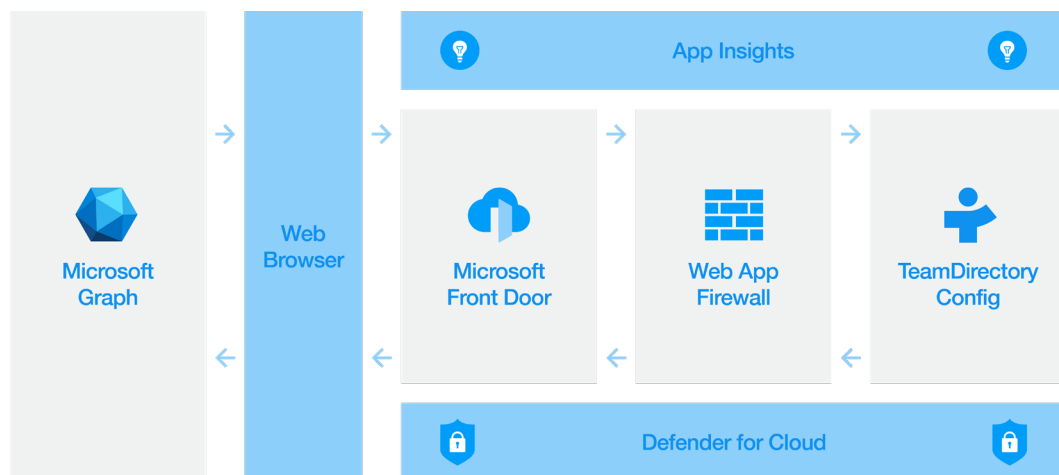 App Insights
Microsoft
Graph
Web
Browser
Microsoft
Front Door
Web App
Firewall
TeamDirectory
Config
Defender for Cloud